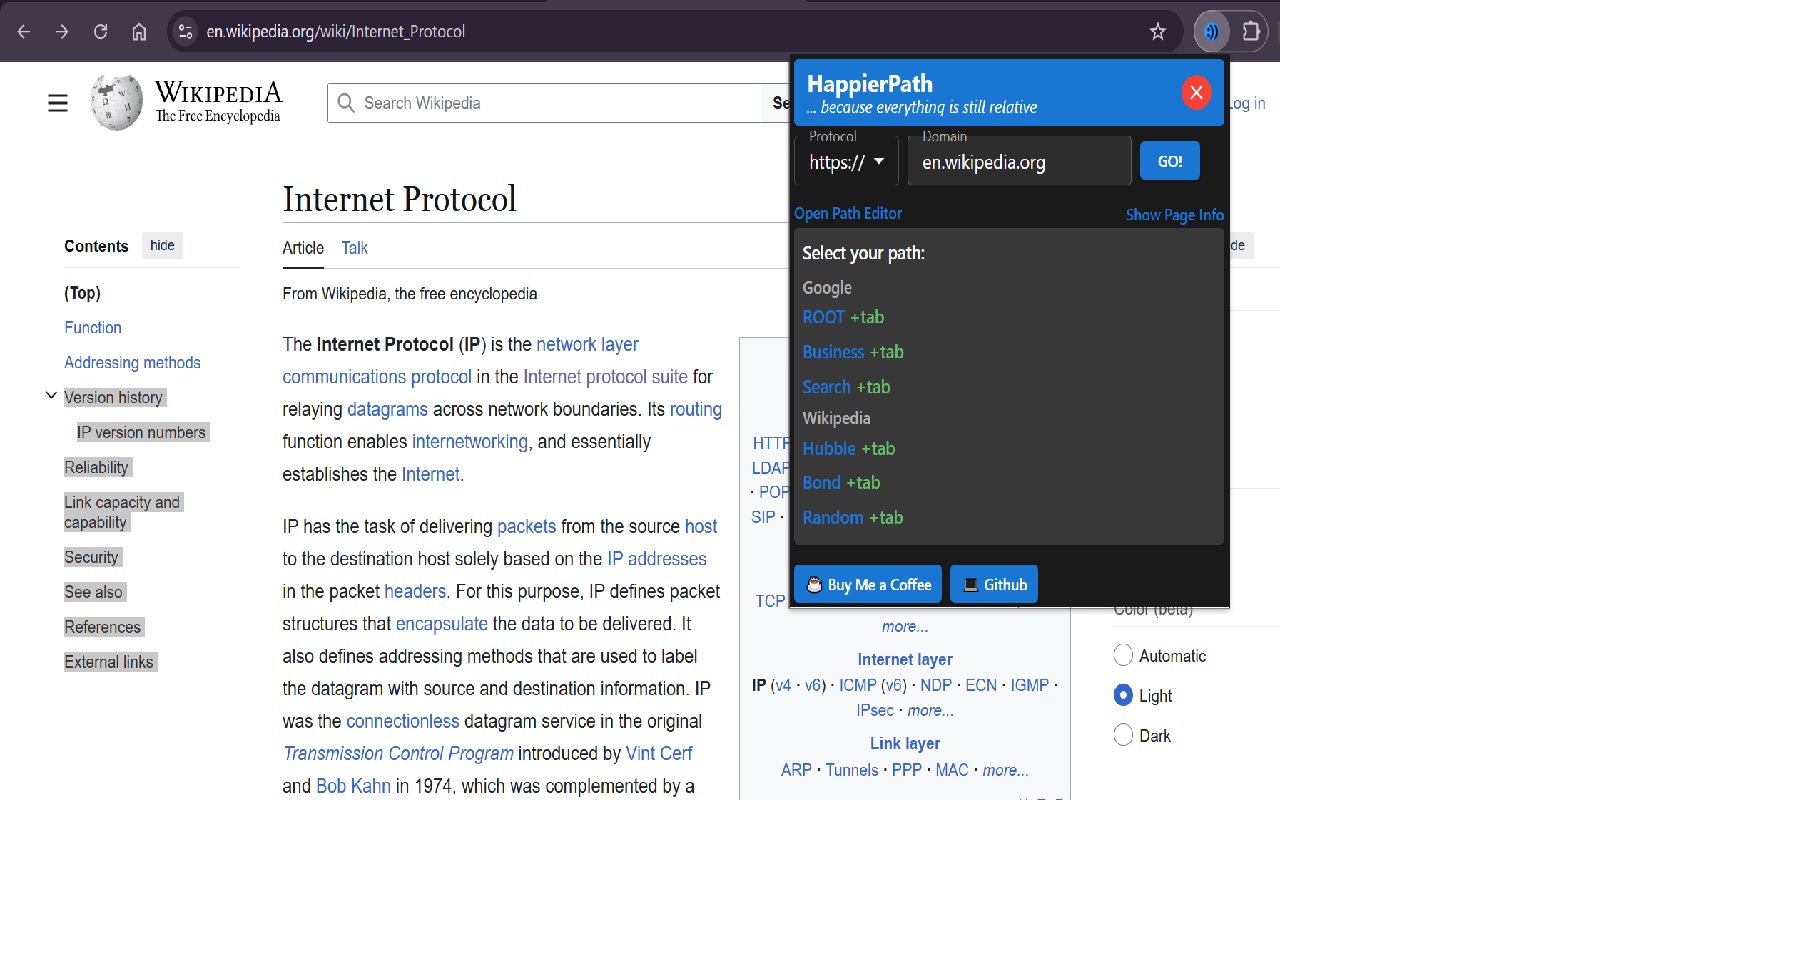 en.wikipedia.org/wiki/Internet_Protocol
WIKIPEDIA
The Free Encyclopedia
Search Wikipedia
Log in
HappierPath
... because everything is still relative
Protocol
https://
Domain
en.wikipedia.org
GO!
Open Path Editor
Show Page Info
Select your path:
Google
ROOT +tab
Business +tab
Search +tab
Wikipedia
Hubble +tab
Bond +tab
Random +tab
Buy Me a Coffee
Github
Contents
hide
(Top)
Function
Addressing methods
Version history
IP version numbers
Reliability
Link capacity and
capability
Security
See also
References
External links
Internet Protocol
Article
Talk
From Wikipedia, the free encyclopedia
The Internet Protocol (IP) is the network layer
communications protocol in the Internet protocol suite for
relaying datagrams across network boundaries. Its routing
function enables internetworking, and essentially
establishes the Internet.
IP has the task of delivering packets from the source host
to the destination host solely based on the IP addresses
in the packet headers. For this purpose, IP defines packet
structures that encapsulate the data to be delivered. It
also defines addressing methods that are used to label
the datagram with source and destination information. IP
was the connectionless datagram service in the original
Transmission Control Program introduced by Vint Cerf
and Bob Kahn in 1974, which was complemented by a
LDAP
· POP
SIP ·
TCP
more...
Internet layer
IP (v4 · v6) · ICMP (v6) · NDP · ECN · IGMP ·
IPsec · more...
Link layer
ARP · Tunnels · PPP · MAC · more...
Color (beta)
Automatic
Light
Dark